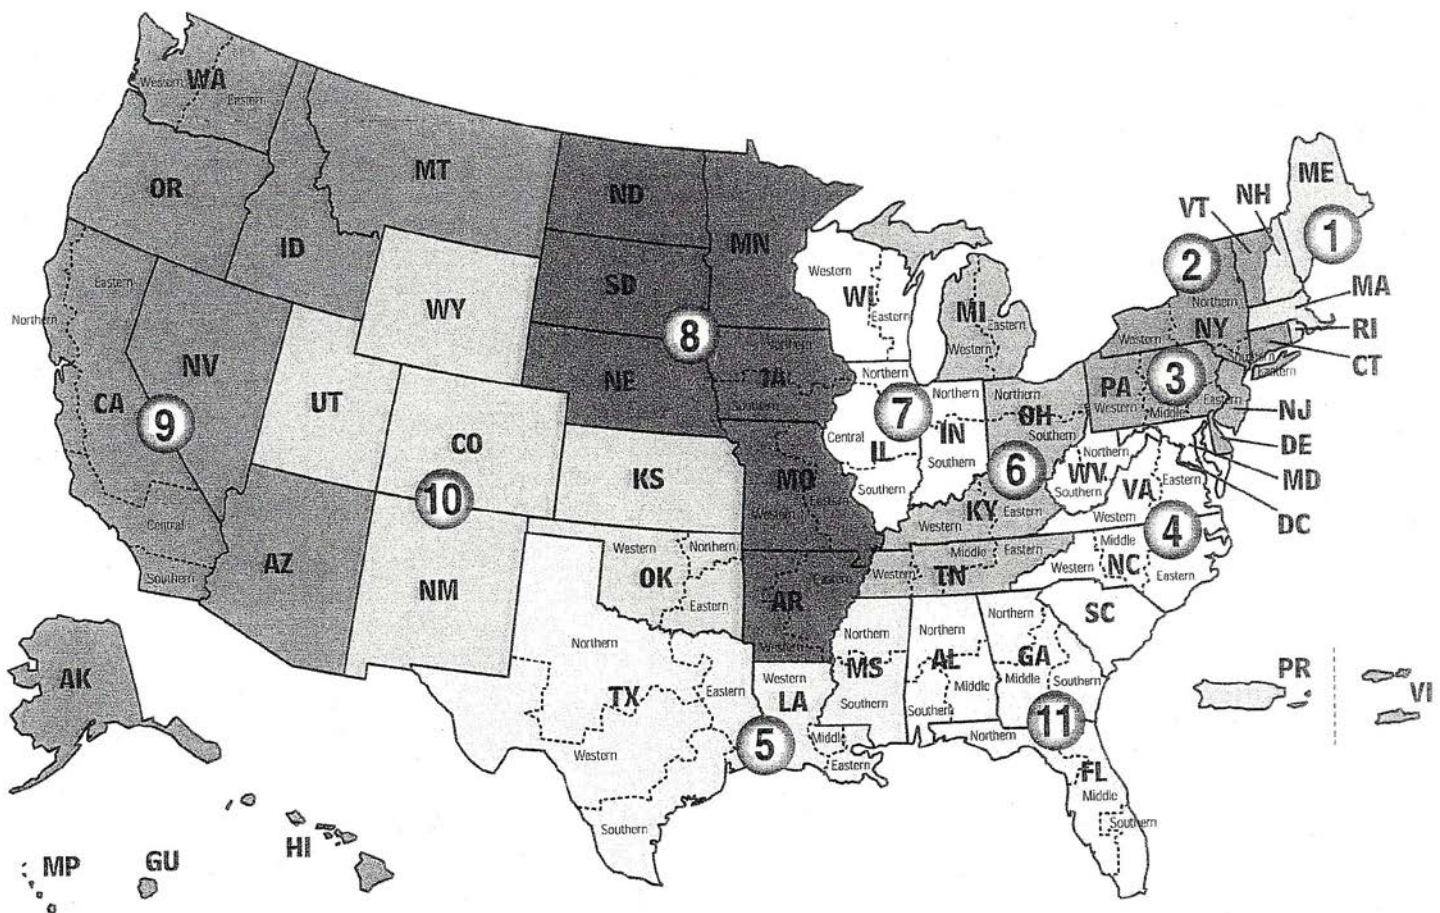 WA
Western
Eastern
MT
ND
OR
ID
MN
SD
WY
ME
NH
VT
1
2
Northern
MA
RI
CT
NY
Western
Southern
Eastern
Western
WI
Eastern
MI
Eastern
Western
8
Northern
IA
Southern
NE
Eastern
Northern
NV
CA
9
UT
CO
10
KS
Central
Southern
AZ
NM
Northern
7
Northern
IN
Central
IL
Southern
Southern
Northern
OH
Southern
6
PA
3
Western
Middle
Eastern
NJ
DE
MD
DC
Northern
WV
Southern
VA
Eastern
Western
4
KY
Western
Eastern
MO
Eastern
Western
Western
Northern
OK
Eastern
AR
Eastern
Western
Western
Middle
Eastern
TN
Middle
NC
Western
Eastern
SC
Northern
MS
Southern
Northern
AL
Middle
Southern
Northern
GA
Middle
Southern
11
Northern
FL
Middle
Southern
Northern
TX
Eastern
Western
Southern
Western
LA
Middle
Eastern
5
AK
HI
GU
MP
PR
VI